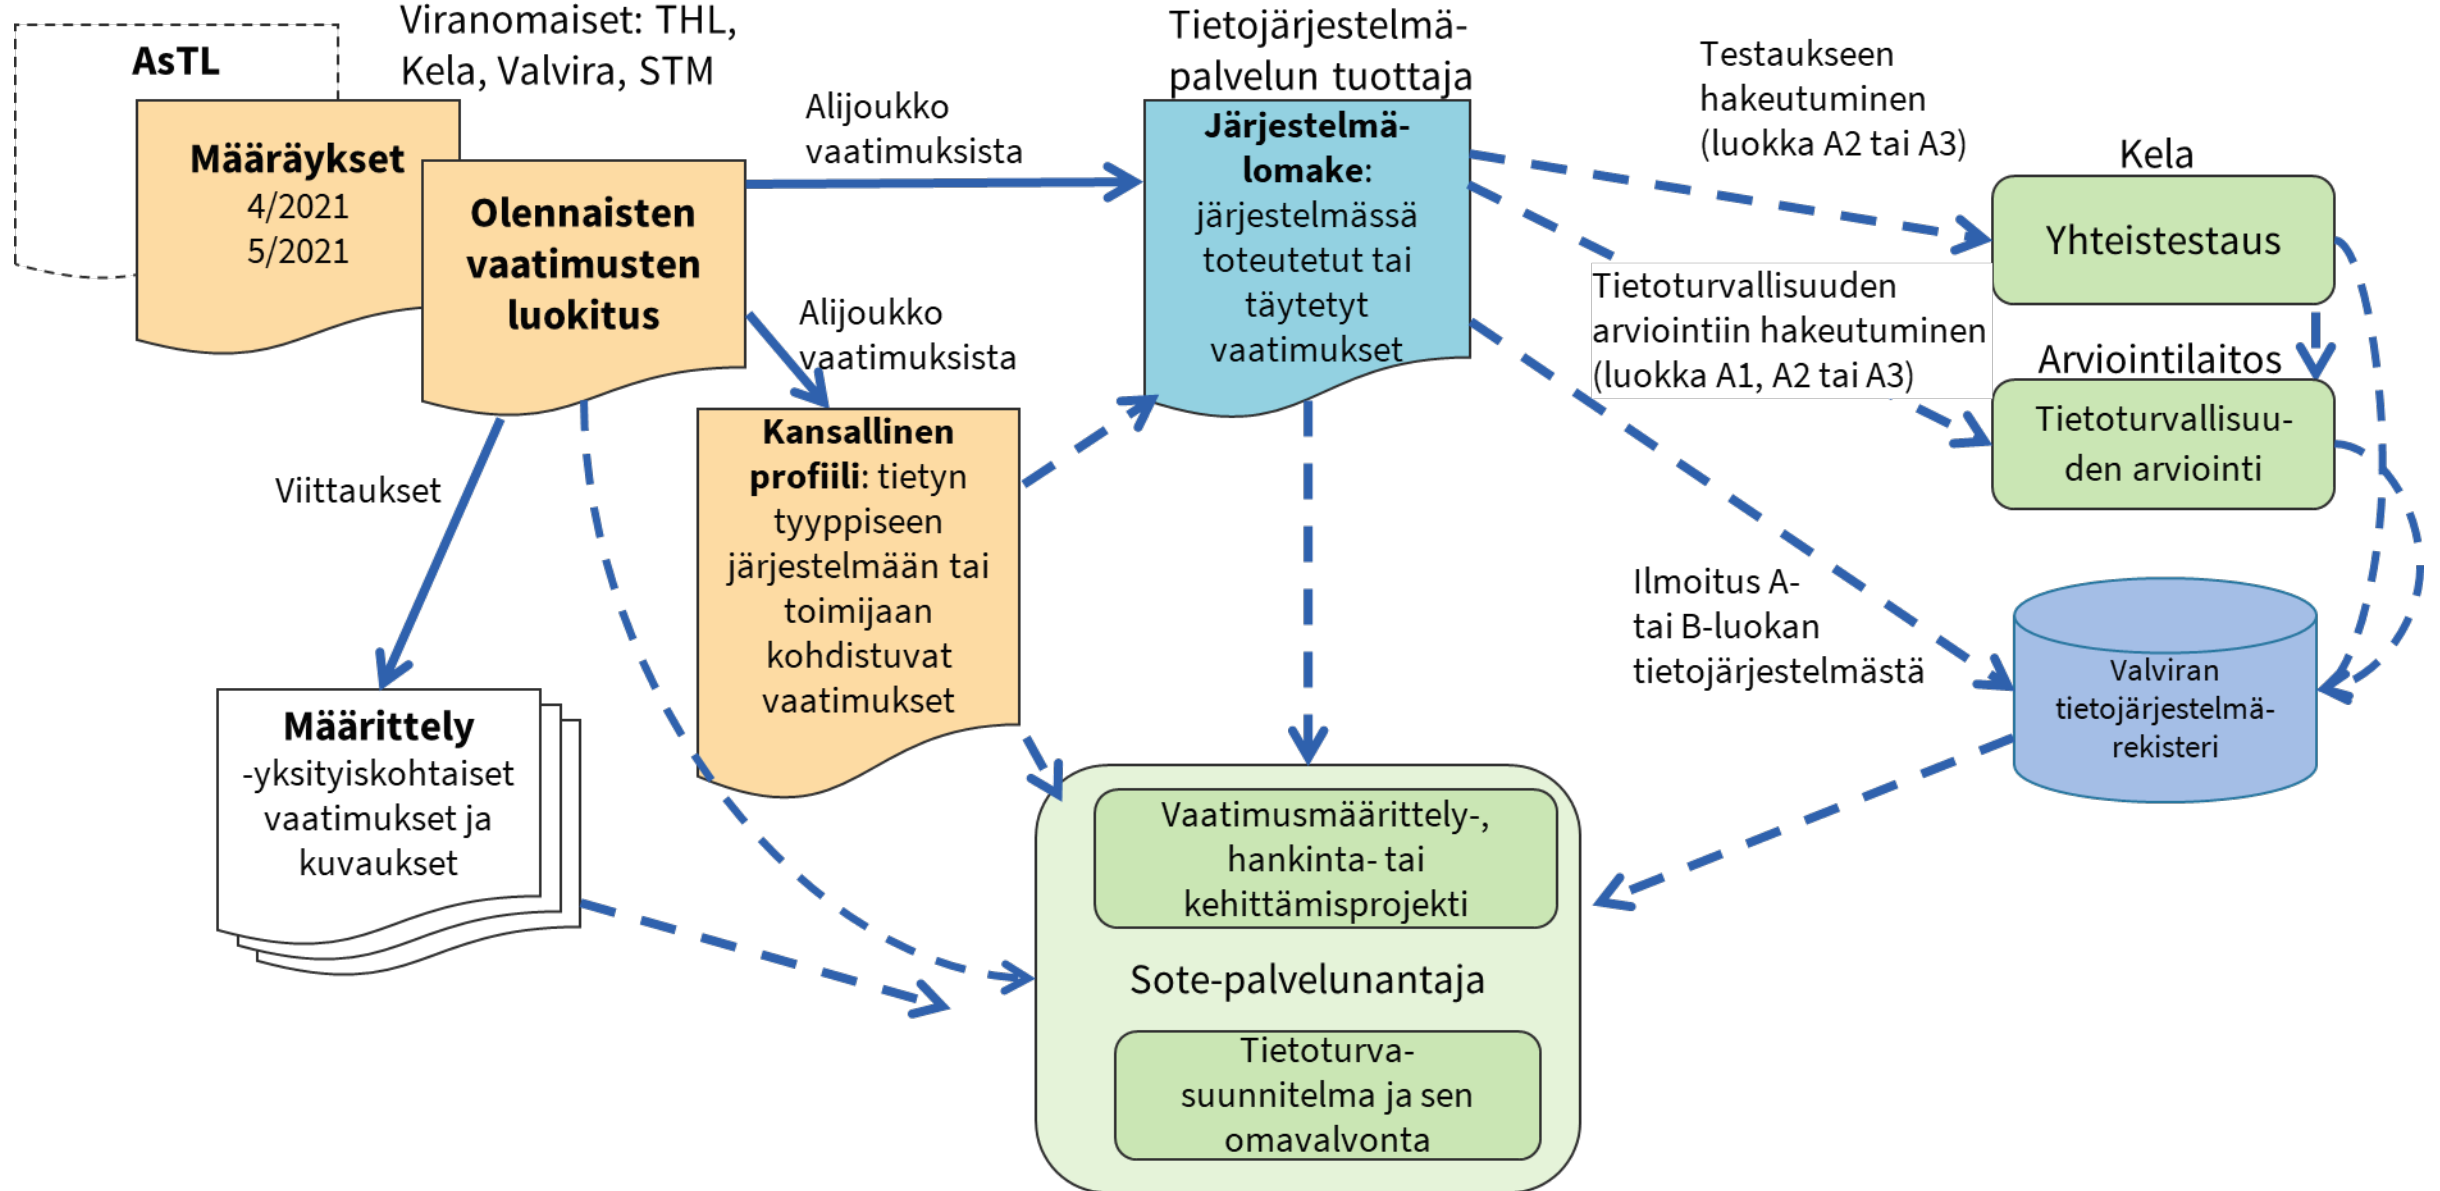 AsTL
Viranomaiset: THL,
Kela, Valvira, STM
Määräykset
4/2021
5/2021
Olennaisten
vaatimusten
luokitus
Alijoukko
vaatimuksista
Alijoukko
vaatimuksista
Viittaukset
Määrittely
-yksityiskohtaiset
vaatimukset ja
kuvaukset
Kansallinen
profiili: tietyn
tyyppiseen
järjestelmään tai
toimijaan
kohdistuvat
vaatimukset
Tietojärjestelmä-
palvelun tuottaja
Järjestelmä-
lomake:
järjestelmässä
toteutetut tai
täytetyt
vaatimukset
Testaukseen
hakeutuminen
(luokka A2 tai A3)
Kela
Yhteistestaus
Tietoturvallisuuden
arviointiin hakeutuminen
(luokka A1, A2 tai A3)
Arviointilaitos
Tietoturvallisuu-
den arviointi
Ilmoitus A-
tai B-luokan
tietojärjestelmästä
Valviran
tietojärjestelmä-
rekisteri
Vaatimusmäärittely-,
hankinta- tai
kehittämisprojekti
Sote-palvelunantaja
Tietoturva-
suunnitelma ja sen
omavalvonta